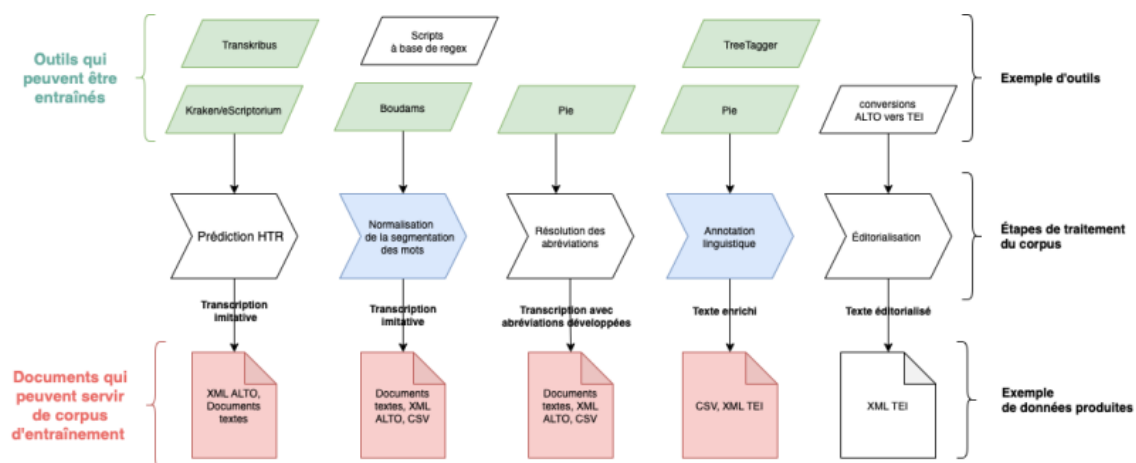 Outils qui
peuvent être
entraînés
Transkribus
Scripts
à base de regex
TreeTagger
Kraken/eScriptorium
Boudams
Pie
Pie
conversions
ALTO vers TEI
Exemple d'outils
Prédiction HTR
Normalisation
de la segmentation
des mots
Résolution des
abréviations
Annotation
linguistique
Éditorialisation
Étapes de traitement
du corpus
Transcription
imitative
Transcription
imitative
Transcription avec
abréviations développées
Texte enrichi
Texte éditorialisé
Documents qui
peuvent servir
de corpus
d'entraînement
XML ALTO,
Documents
textes
Documents
textes, XML
ALTO, CSV
Documents
textes, XML
ALTO, CSV
CSV, XML TEI
XML TEI
Exemple
de données produites